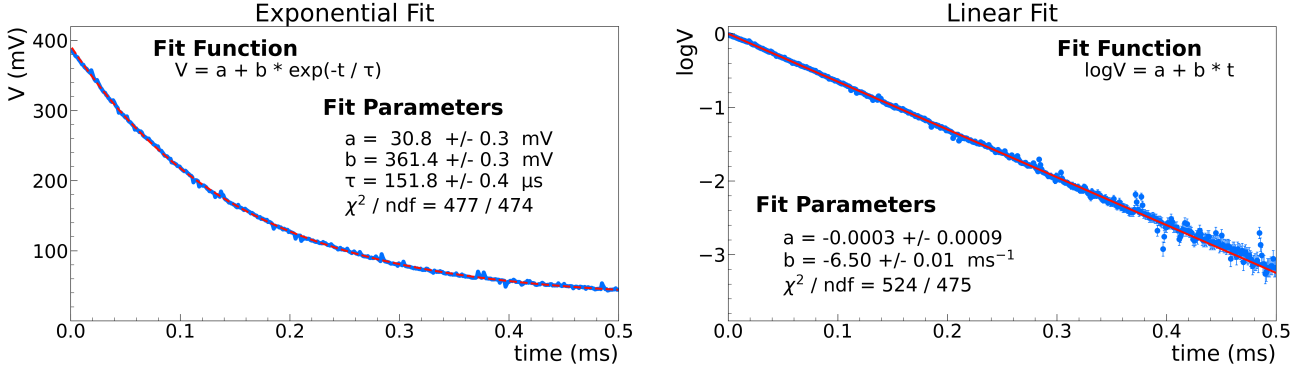 Exponential Fit
V (mV)
400
300
200
100
Fit Function
V = a + b * exp(-t / τ)
Fit Parameters
a = 30.8 +/- 0.3 mV
b = 361.4 +/- 0.3 mV
τ = 151.8 +/- 0.4 μs
χ² / ndf = 477 / 474
0.0 0.1 0.2 0.3 0.4 0.5
time (ms)
Linear Fit
logV
0
−1
−2
−3
Fit Function
logV = a + b * t
Fit Parameters
a = -0.0003 +/- 0.0009
b = -6.50 +/- 0.01 ms⁻¹
χ² / ndf = 524 / 475
0.0 0.1 0.2 0.3 0.4 0.5
time (ms)